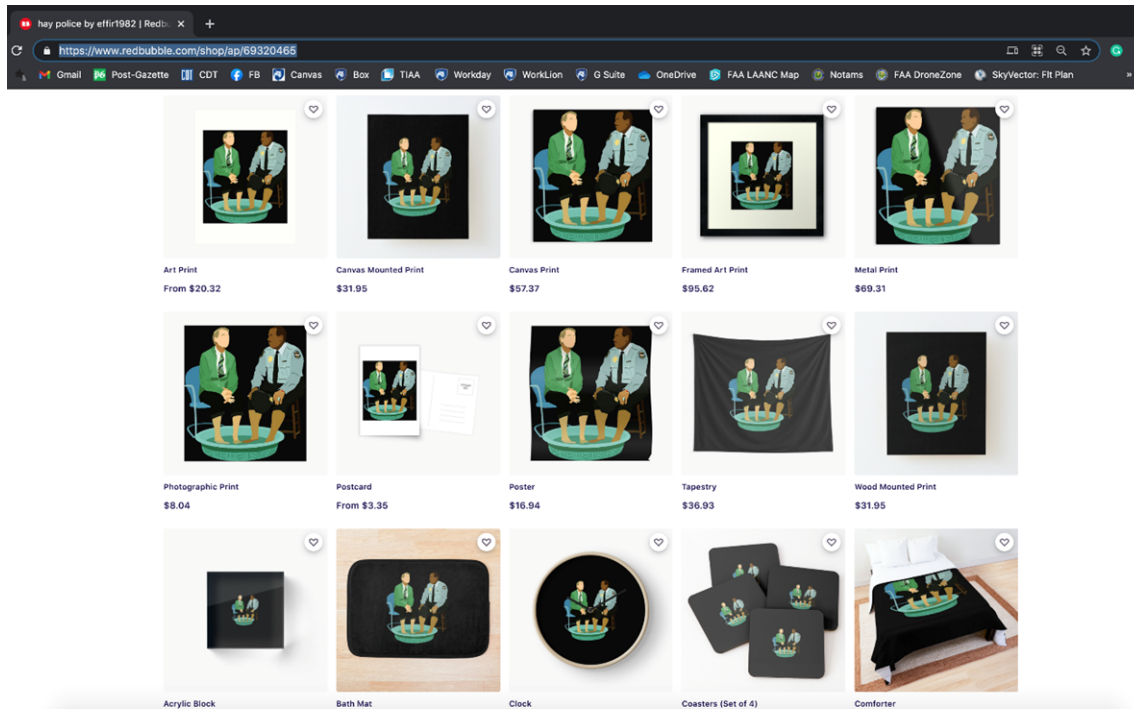 hay police by effir1982 | Redbu
https://www.redbubble.com/shop/ap/69320465
Gmail Post-Gazette CDT FB Canvas Box TIAA Workday WorkLion G Suite OneDrive FAA LAANC Map Notams FAA DroneZone SkyVector: Flt Plan »
Art Print Canvas Mounted Print Canvas Print Framed Art Print Metal Print
From $20.32 $31.95 $57.37 $95.62 $69.31
Photographic Print Postcard Poster Tapestry Wood Mounted Print
$8.04 From $3.35 $16.94 $36.93 $31.95
Acrylic Block Bath Mat Clock Coasters (Set of 4) Comforter